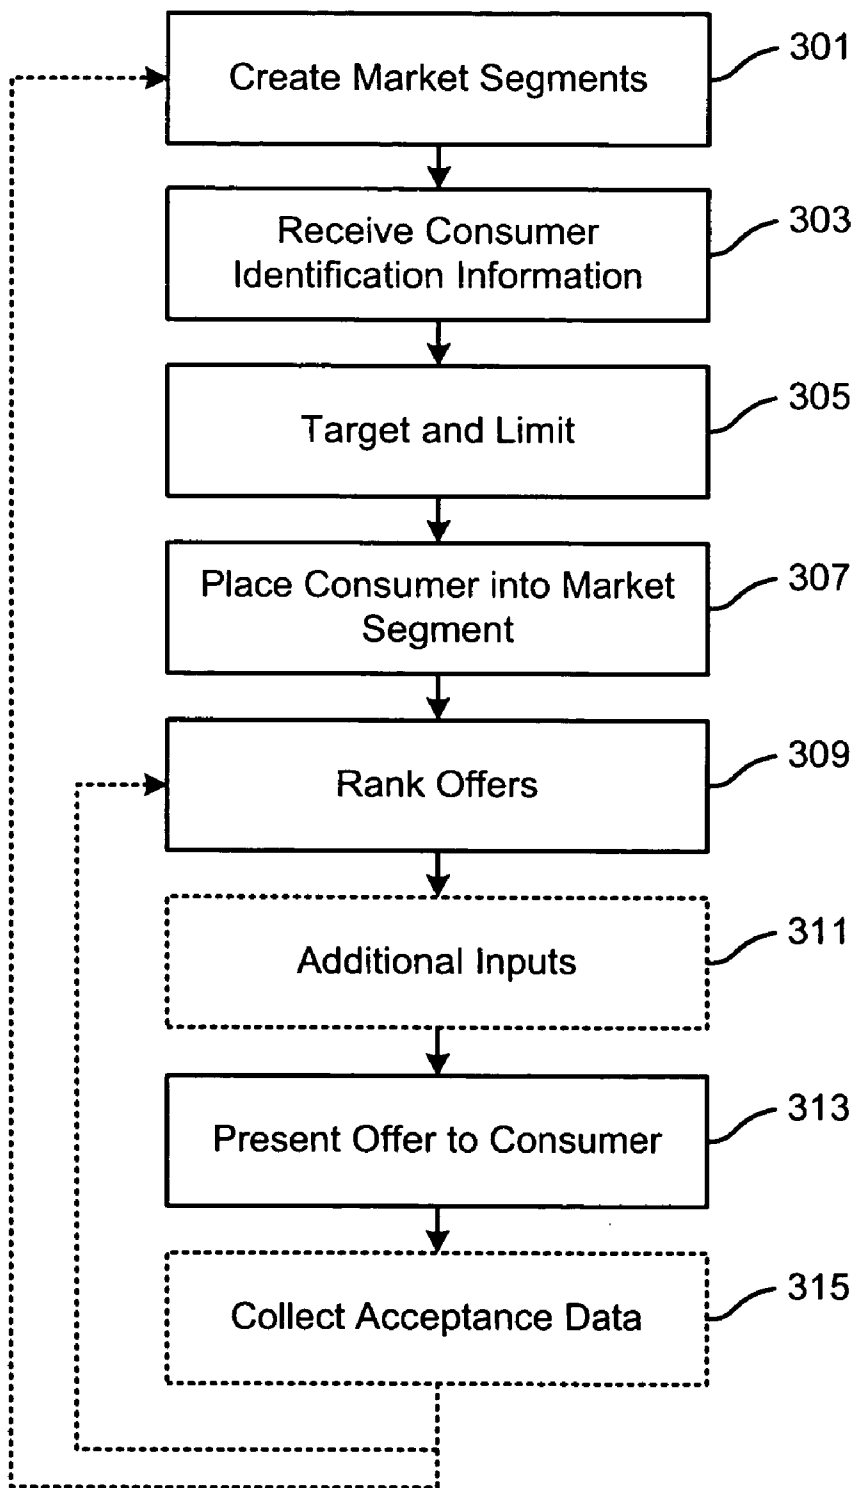 Create Market Segments
301
Receive Consumer
Identification Information
303
Target and Limit
305
Place Consumer into Market
Segment
307
Rank Offers
309
Additional Inputs
311
Present Offer to Consumer
313
Collect Acceptance Data
315